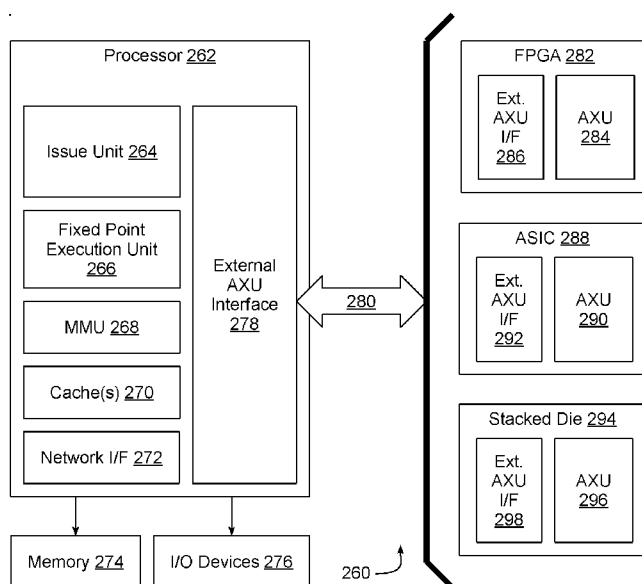 Processor 262
Issue Unit 264
Fixed Point
Execution Unit
266
MMU 268
Cache(s) 270
Network I/F 272
External
AXU
Interface
278
280
Memory 274
I/O Devices 276
260
FPGA 282
Ext.
AXU
I/F
286
AXU
284
ASIC 288
Ext.
AXU
I/F
292
AXU
290
Stacked Die 294
Ext.
AXU
I/F
298
AXU
296